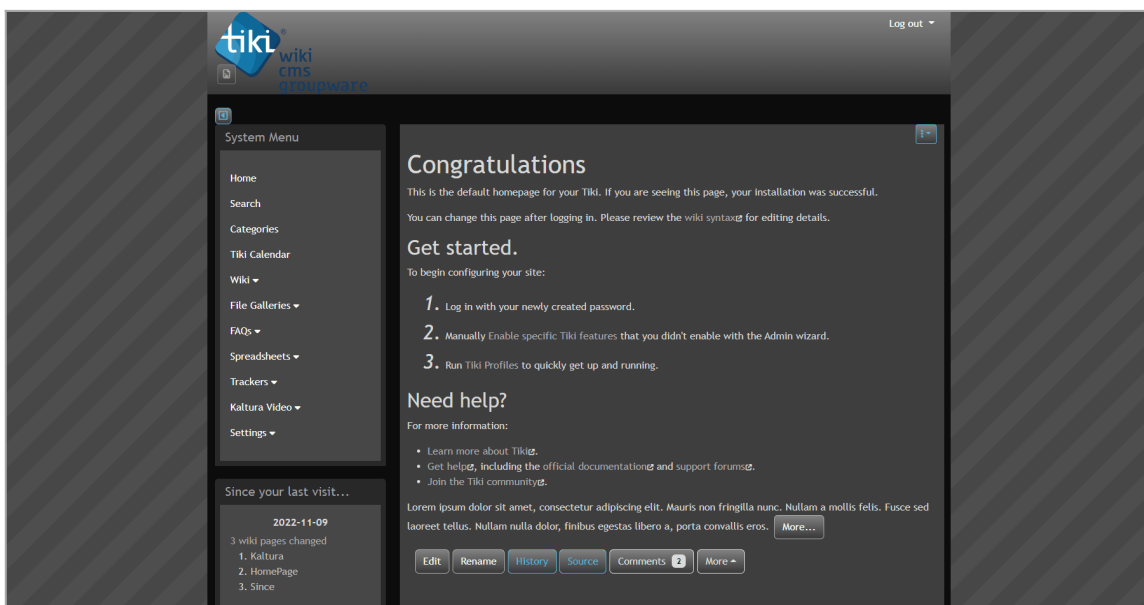 Log out
tiki
wiki
cms
groupware
System Menu
Home
Search
Categories
Tiki Calendar
Wiki
File Galleries
FAQs
Spreadsheets
Trackers
Kaltura Video
Settings
Since your last visit...
2022-11-09
3 wiki pages changed
1. Kaltura
2. HomePage
3. Since
Congratulations
This is the default homepage for your Tiki. If you are seeing this page, your installation was successful.
You can change this page after logging in. Please review the wiki syntax for editing details.
Get started.
To begin configuring your site:
1. Log in with your newly created password.
2. Manually Enable specific Tiki features that you didn't enable with the Admin wizard.
3. Run Tiki Profiles to quickly get up and running.
Need help?
For more information:
• Learn more about Tiki.
• Get help, including the official documentation and support forums.
• Join the Tiki community.
Lorem ipsum dolor sit amet, consectetur adipiscing elit. Mauris non fringilla nunc. Nullam a mollis felis. Fusce sed
laoreet tellus. Nullam nulla dolor, finibus egestas libero a, porta convallis eros. More...
Edit Rename History Source Comments 2 More